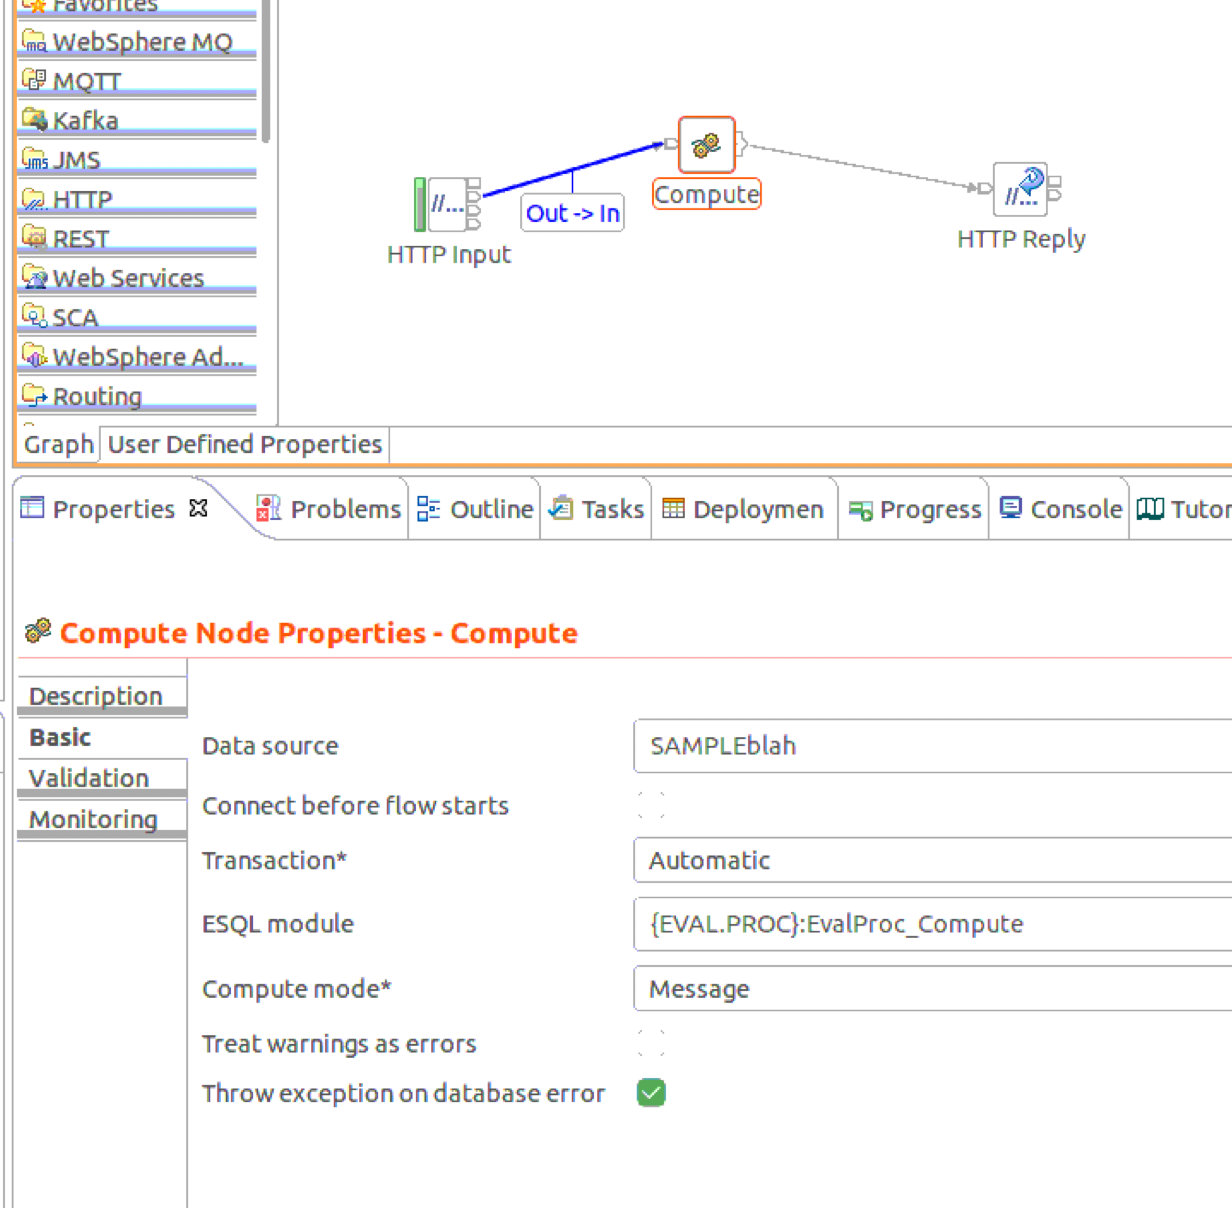 Favorites
WebSphere MQ
MQTT
Kafka
JMS
HTTP
REST
Web Services
SCA
WebSphere Ad...
Routing
//...
HTTP Input
Out -> In
Compute
//...
HTTP Reply
Graph
User Defined Properties
Properties
Problems
Outline
Tasks
Deploymen
Progress
Console
Tutor
Compute Node Properties - Compute
Description
Basic
Validation
Monitoring
Data source
SAMPLEblah
Connect before flow starts
Transaction*
Automatic
ESQL module
{EVAL.PROC}:EvalProc_Compute
Compute mode*
Message
Treat warnings as errors
Throw exception on database error